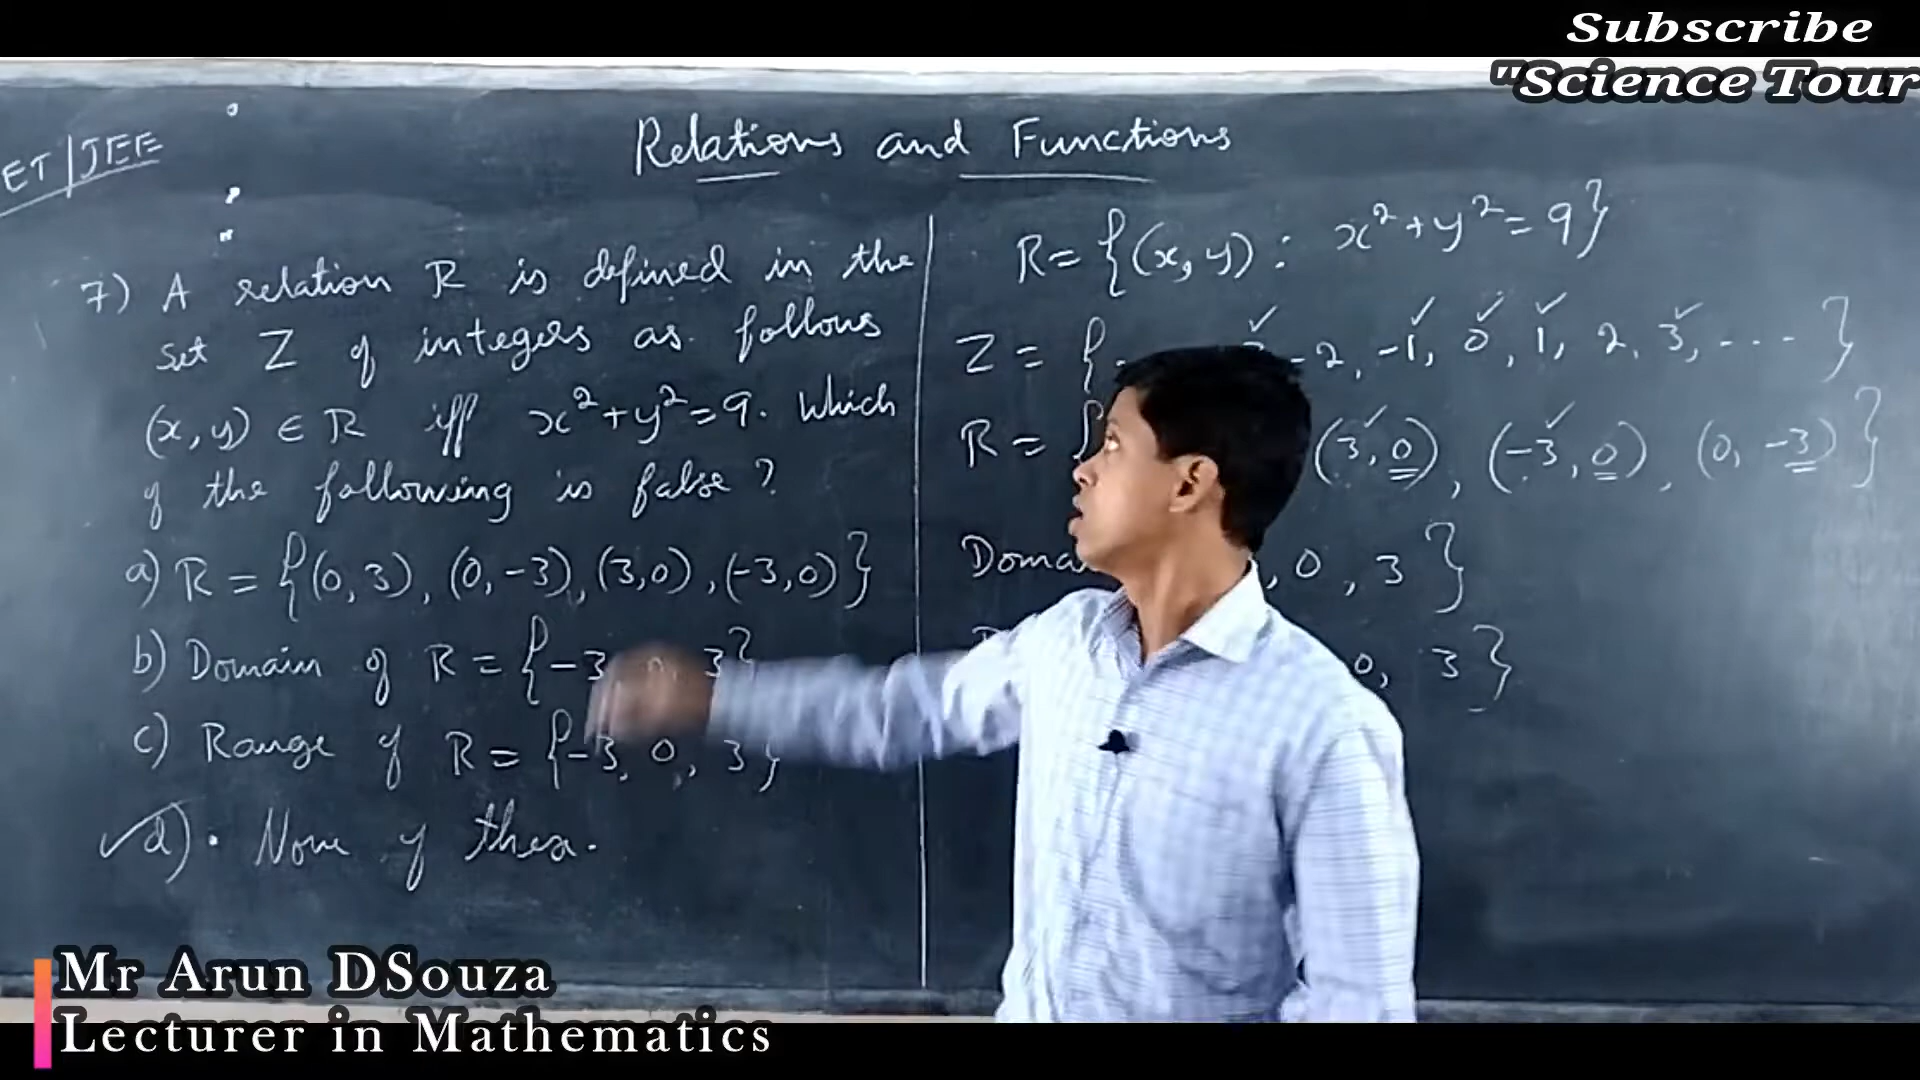 Subscribe
"Science Tour
ET/JEE
Relations and Functions
7) A relation R is defined in the
set Z of integers as follows
(x, y) ∈ R iff x² + y² = 9. Which
of the following is false?
a) R = {(0, 3), (0, -3), (3, 0), (-3, 0)}
b) Domain of R = {-3, 0, 3}
c) Range of R = {-3, 0, 3}
d) None of these.
R = {(x, y) : x² + y² = 9}
Z = { -2, -1, 0, 1, 2, 3, .... }
R = { (3, 0), (-3, 0), (0, -3) }
, 0, 3 }
0, 3 }
Mr Arun DSouza
Lecturer in Mathematics